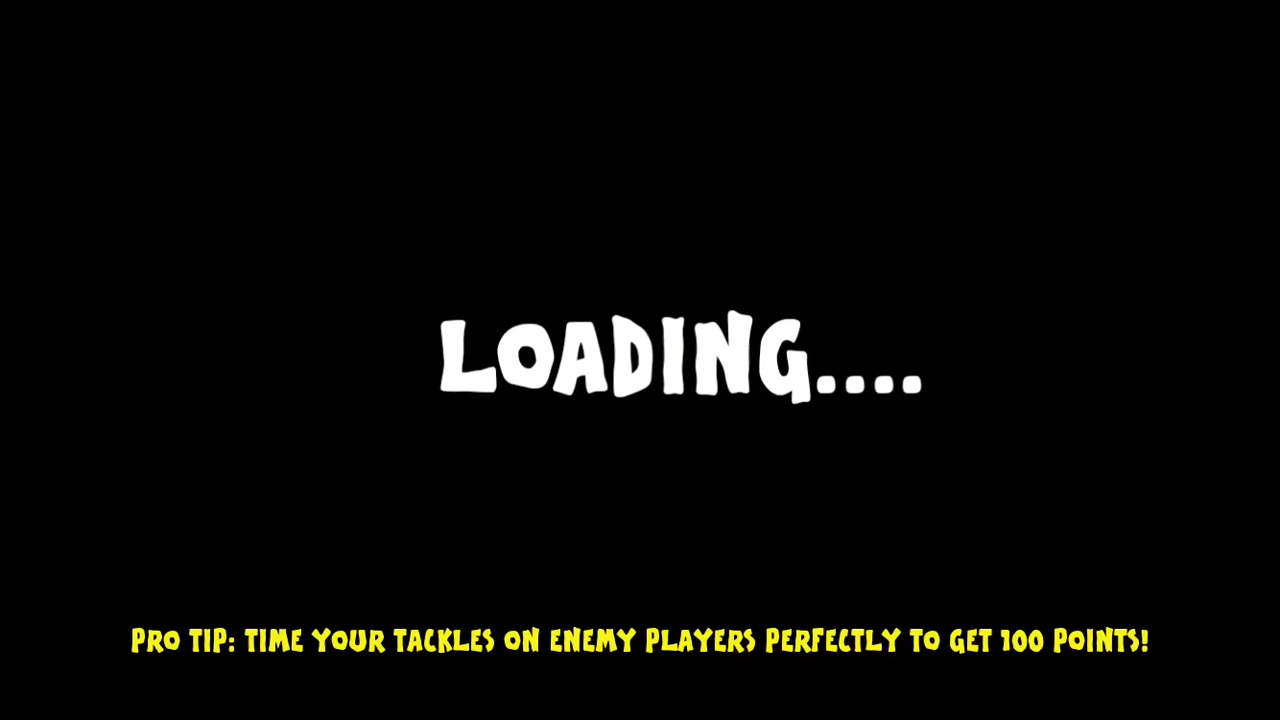 LOADING....
PRO TIP: TIME YOUR TACKLES ON ENEMY PLAYERS PERFECTLY TO GET 100 POINTS!